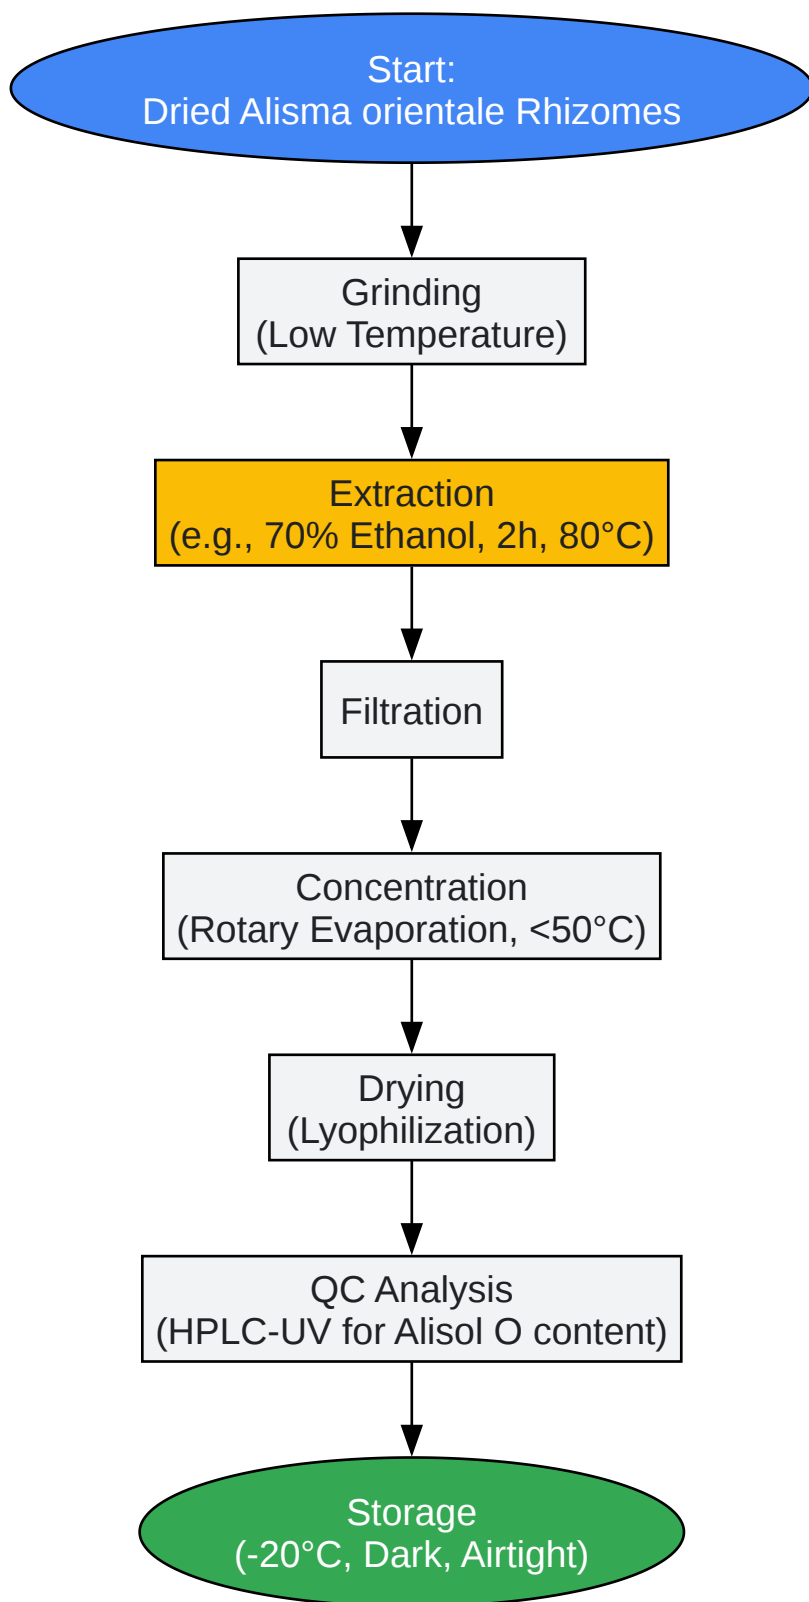 Start:
Dried Alisma orientale Rhizomes
Grinding
(Low Temperature)
Extraction
(e.g., 70% Ethanol, 2h, 80°C)
Filtration
Concentration
(Rotary Evaporation, <50°C)
Drying
(Lyophilization)
QC Analysis
(HPLC-UV for Alisol O content)
Storage
(-20°C, Dark, Airtight)